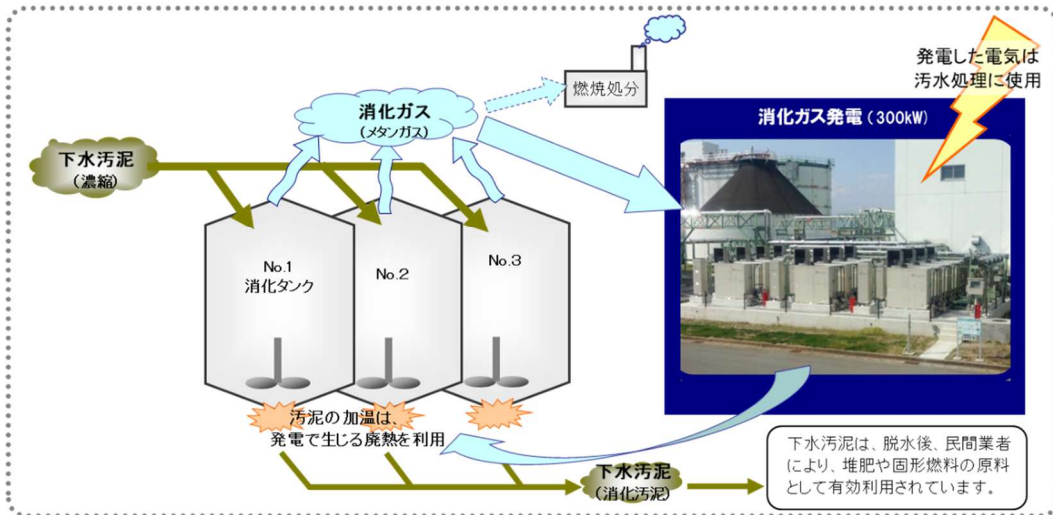 発電した電気は
汚水処理に使用
燃焼処分
消化ガス
(メタンガス)
消化ガス発電(300kW)
下水汚泥
(濃縮)
No.1
消化タンク
No.2
No.3
汚泥の加温は、
発電で生じる廃熱を利用
下水汚泥
(消化汚泥)
下水汚泥は、脱水後、民間業者
により、堆肥や固形燃料の原料
として有効利用されています。